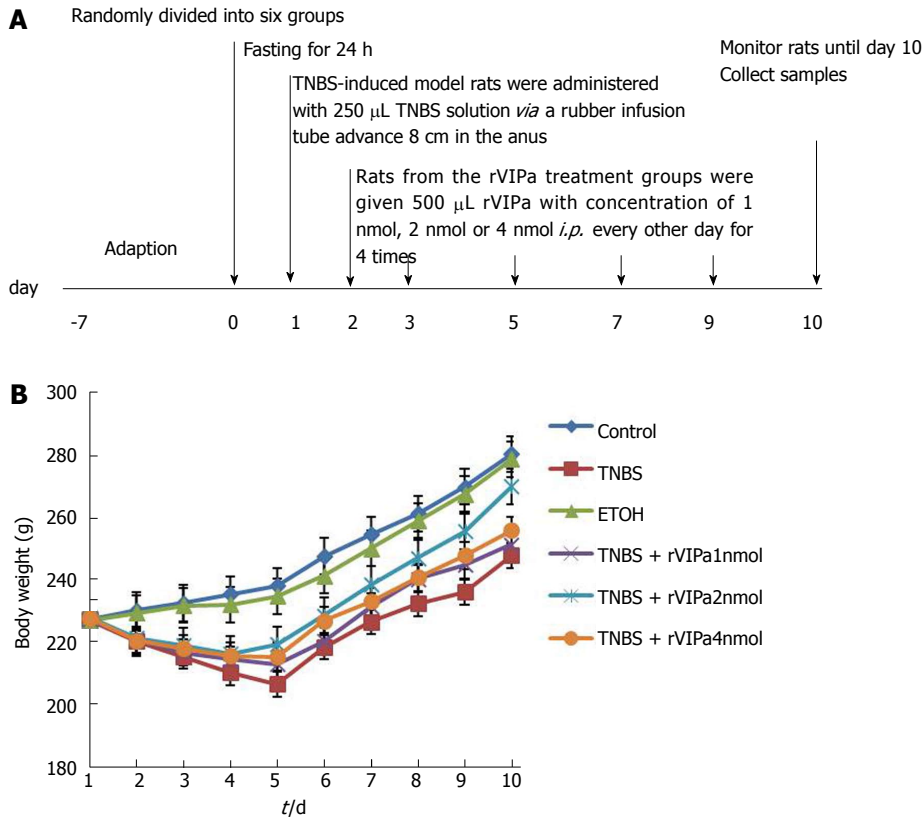 A
Randomly divided into six groups
Fasting for 24 h
TNBS-induced model rats were administered
with 250 μL TNBS solution via a rubber infusion
tube advance 8 cm in the anus
Monitor rats until day 10
Collect samples
Rats from the rVIPa treatment groups were
given 500 μL rVIPa with concentration of 1
nmol, 2 nmol or 4 nmol i.p. every other day for
4 times
Adaption
day
-7 0 1 2 3 5 7 9 10
B
300
280
260
240
220
200
180
Body weight (g)
1 2 3 4 5 6 7 8 9 10
t/d
Control
TNBS
ETOH
TNBS + rVIPa1nmol
TNBS + rVIPa2nmol
TNBS + rVIPa4nmol